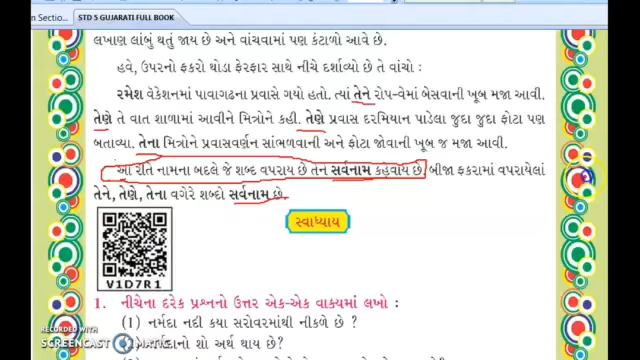 n Sectio...
STD 5 GUJARATI FULL BOOK
લખાણ લાંબું થતું જાય છે અને વાંચવામાં પણ કંટાળો આવે છે.
હવે, ઉપરનો ફકરો થોડા ફેરફાર સાથે નીચે દર્શાવ્યો છે તે વાંચો :
રમેશ વેકેશનમાં પાવાગઢના પ્રવાસે ગયો હતો. ત્યાં તેને રોપ-વેમાં બેસવાની ખૂબ મજા આવી.
તેણે તે વાત શાળામાં આવીને મિત્રોને કહી. તેણે પ્રવાસ દરમિયાન પાડેલા જુદા જુદા ફોટા પણ
બતાવ્યા. તેના મિત્રોને પ્રવાસવર્ણન સાંભળવાની અને ફોટા જોવાની ખૂબ જ મજા આવી.
આ રીતે નામના બદલે જે શબ્દ વપરાય છે તેને સર્વનામ કહેવાય છે. બીજા ફકરામાં વપરાયેલાં
તેને, તેણે, તેના વગેરે શબ્દો સર્વનામ છે.
V1D7R1
સ્વાધ્યાય
1. નીચેના દરેક પ્રશ્નનો ઉત્તર એક-એક વાક્યમાં લખો :
(1) નર્મદા નદી કયા સરોવરમાંથી નીકળે છે ?
શો અર્થ થાય છે?
RECORDED WITH
SCREENCAST MATIC